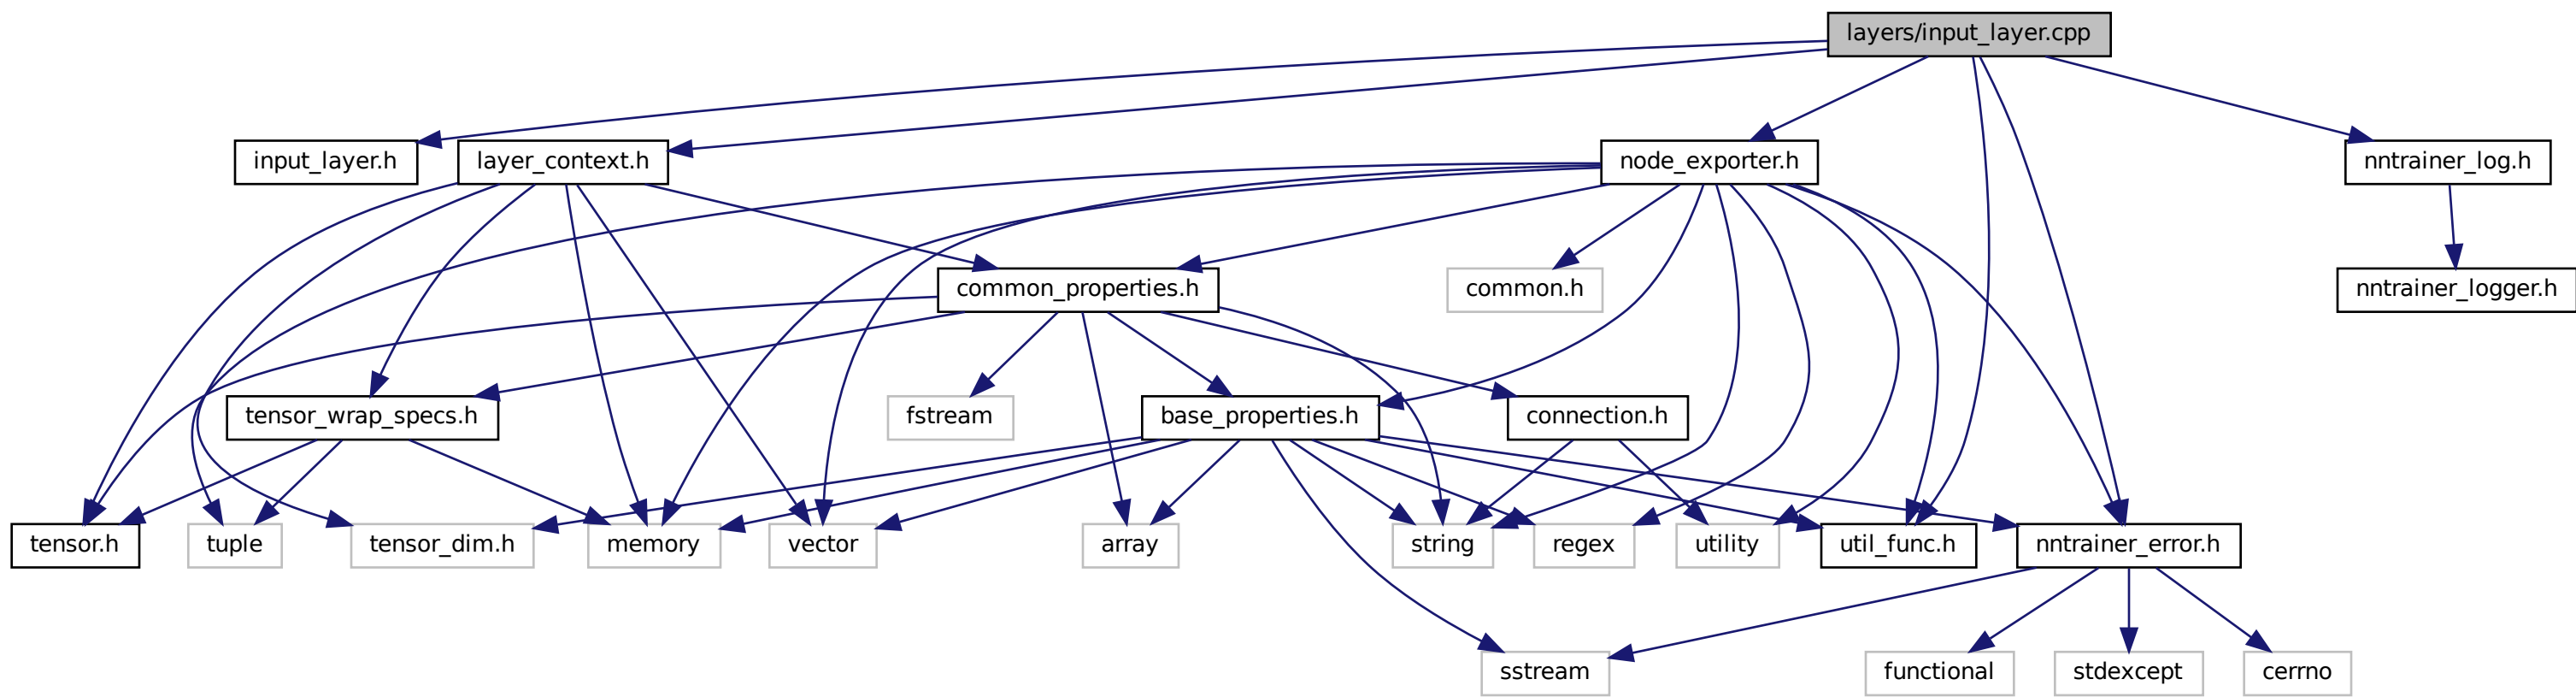 layers/input_layer.cpp
input_layer.h
layer_context.h
node_exporter.h
nntrainer_log.h
common_properties.h
common.h
nntrainer_logger.h
tensor_wrap_specs.h
fstream
base_properties.h
connection.h
tensor.h
tuple
tensor_dim.h
memory
vector
array
string
regex
utility
util_func.h
nntrainer_error.h
sstream
functional
stdexcept
cerrno